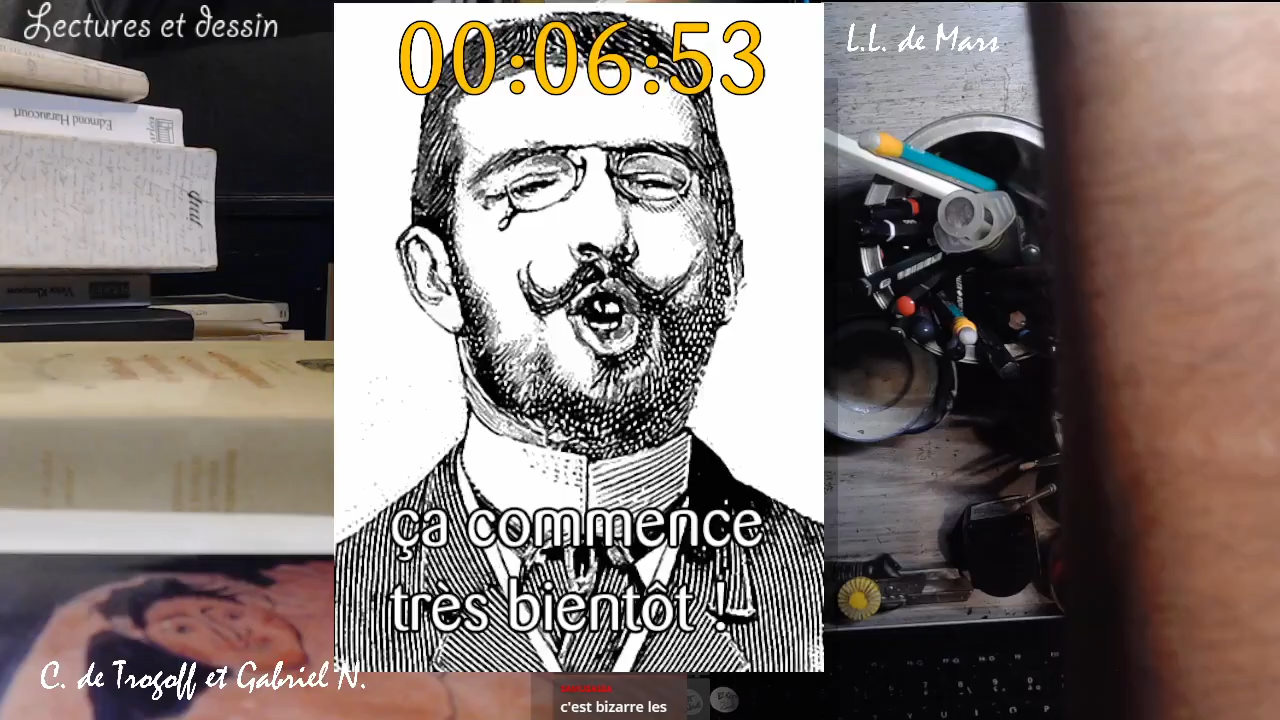 Lectures et dessin
00:06:53
L.L. de Mars
Edmond Haraucourt
ça commence
très bientôt !
C. de Trogoff et Gabriel N.
c'est bizarre les